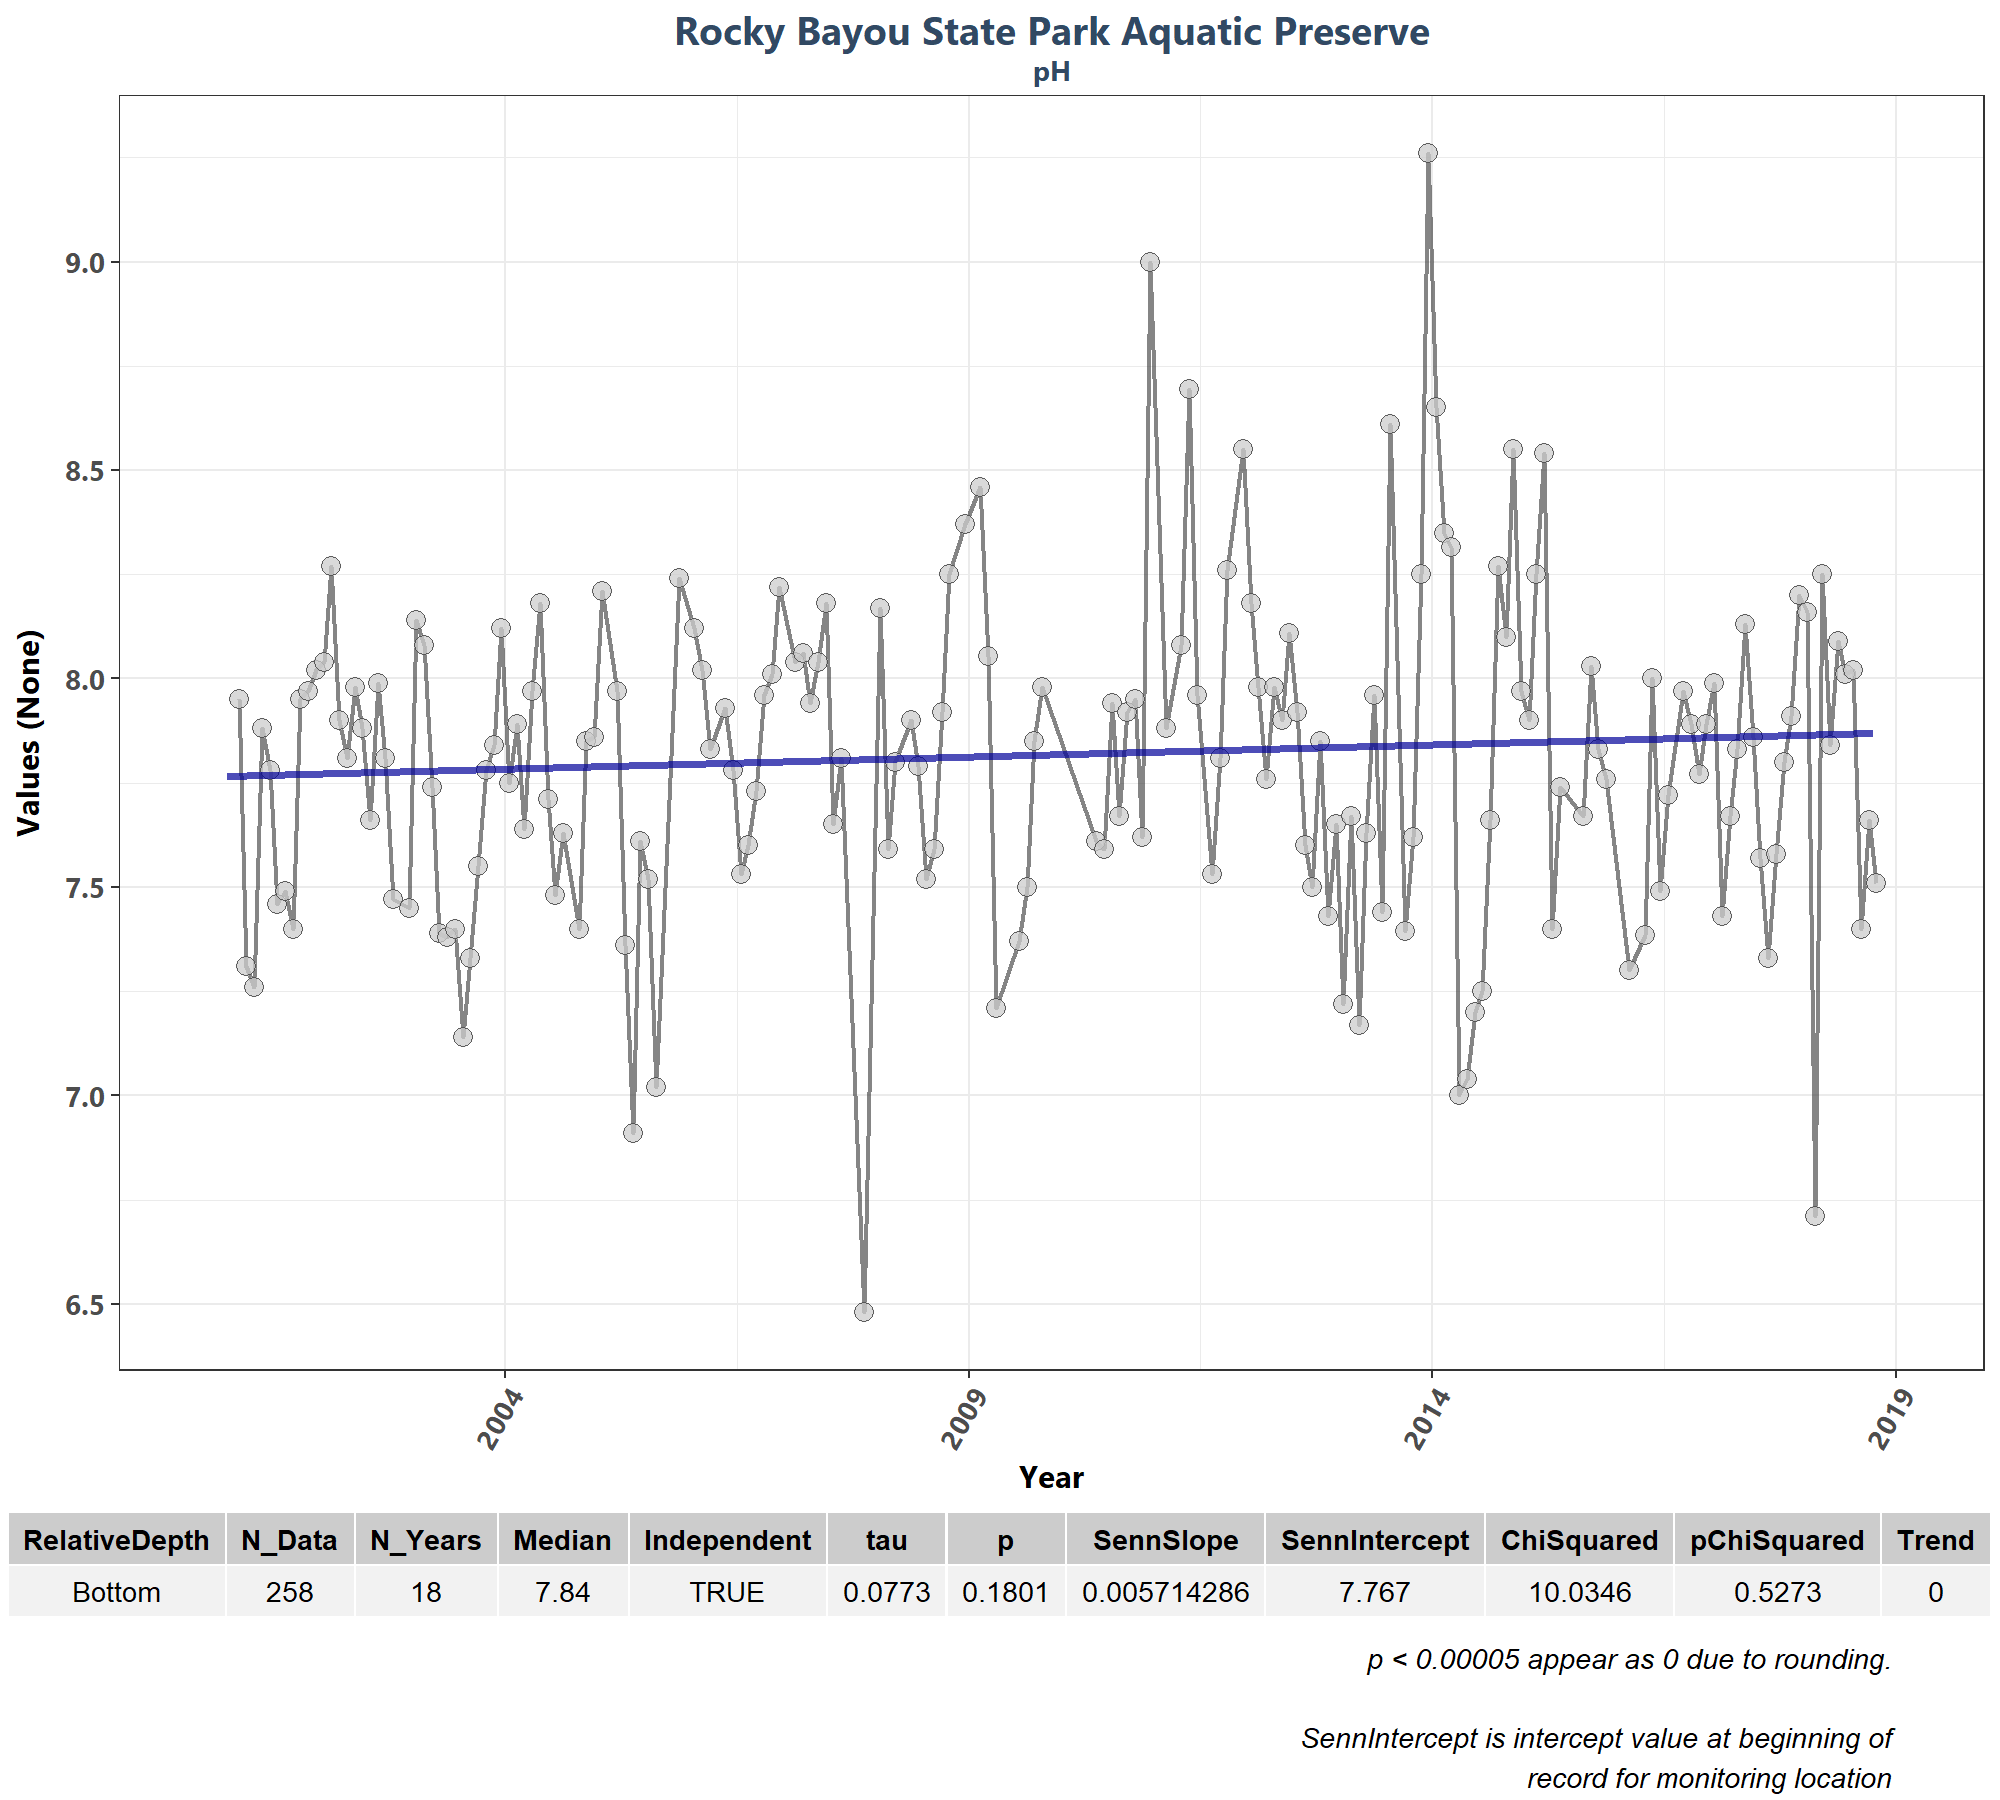 Rocky Bayou State Park Aquatic Preserve
pH
Values (None)
9.0
8.5
8.0
7.5
7.0
6.5
2004 2009 2014 2019
Year
RelativeDepth N_Data N_Years Median Independent tau p SennSlope SennIntercept ChiSquared pChiSquared Trend
Bottom 258 18 7.84 TRUE 0.0773 0.1801 0.005714286 7.767 10.0346 0.5273 0
p < 0.00005 appear as 0 due to rounding.
SennIntercept is intercept value at beginning of
record for monitoring location